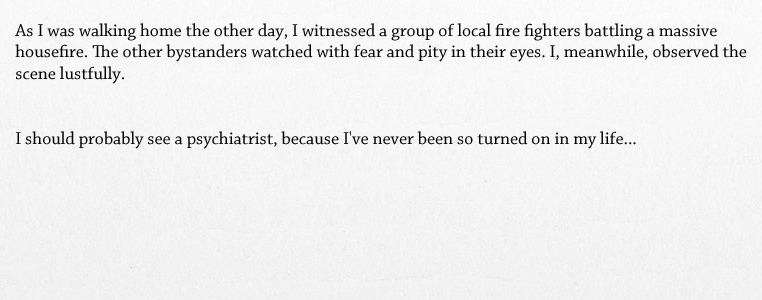 As I was walking home the other day, I witnessed a group of local fire fighters battling a massive
housefire. The other bystanders watched with fear and pity in their eyes. I, meanwhile, observed the
scene lustfully.
I should probably see a psychiatrist, because I've never been so turned on in my life...